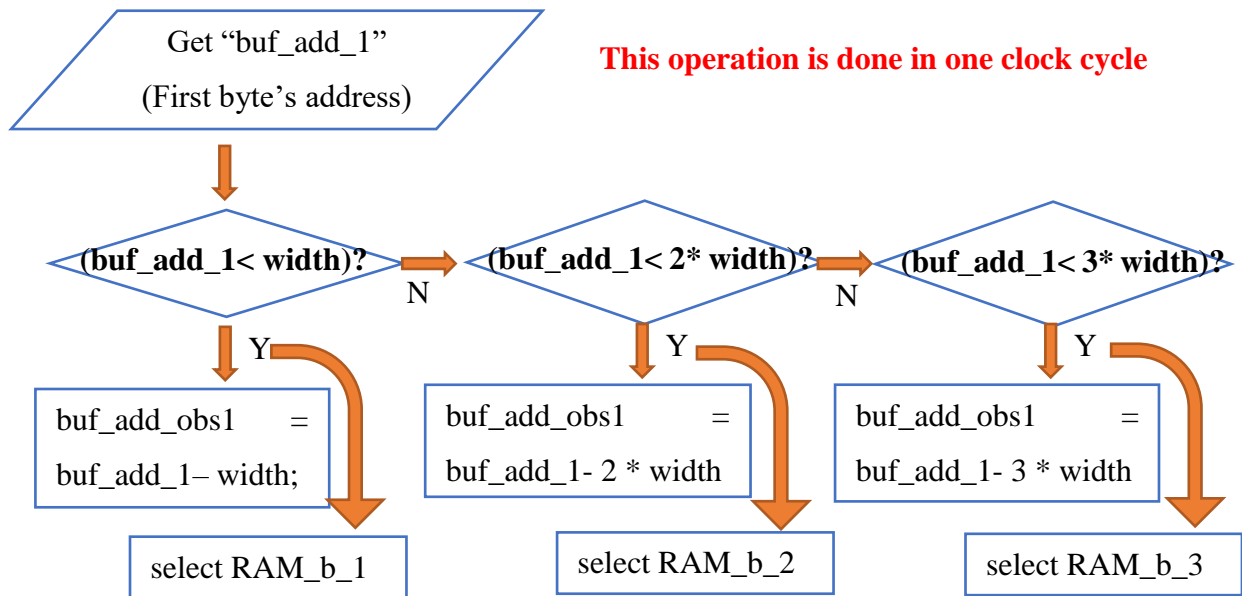 Get “buf_add_1”
(First byte’s address)
This operation is done in one clock cycle
(buf_add_1< width)?
N
(buf_add_1< 2* width)?
N
(buf_add_1< 3* width)?
Y
Y
Y
buf_add_obs1 =
buf_add_1– width;
buf_add_obs1 =
buf_add_1- 2 * width
buf_add_obs1 =
buf_add_1- 3 * width
select RAM_b_1
select RAM_b_2
select RAM_b_3